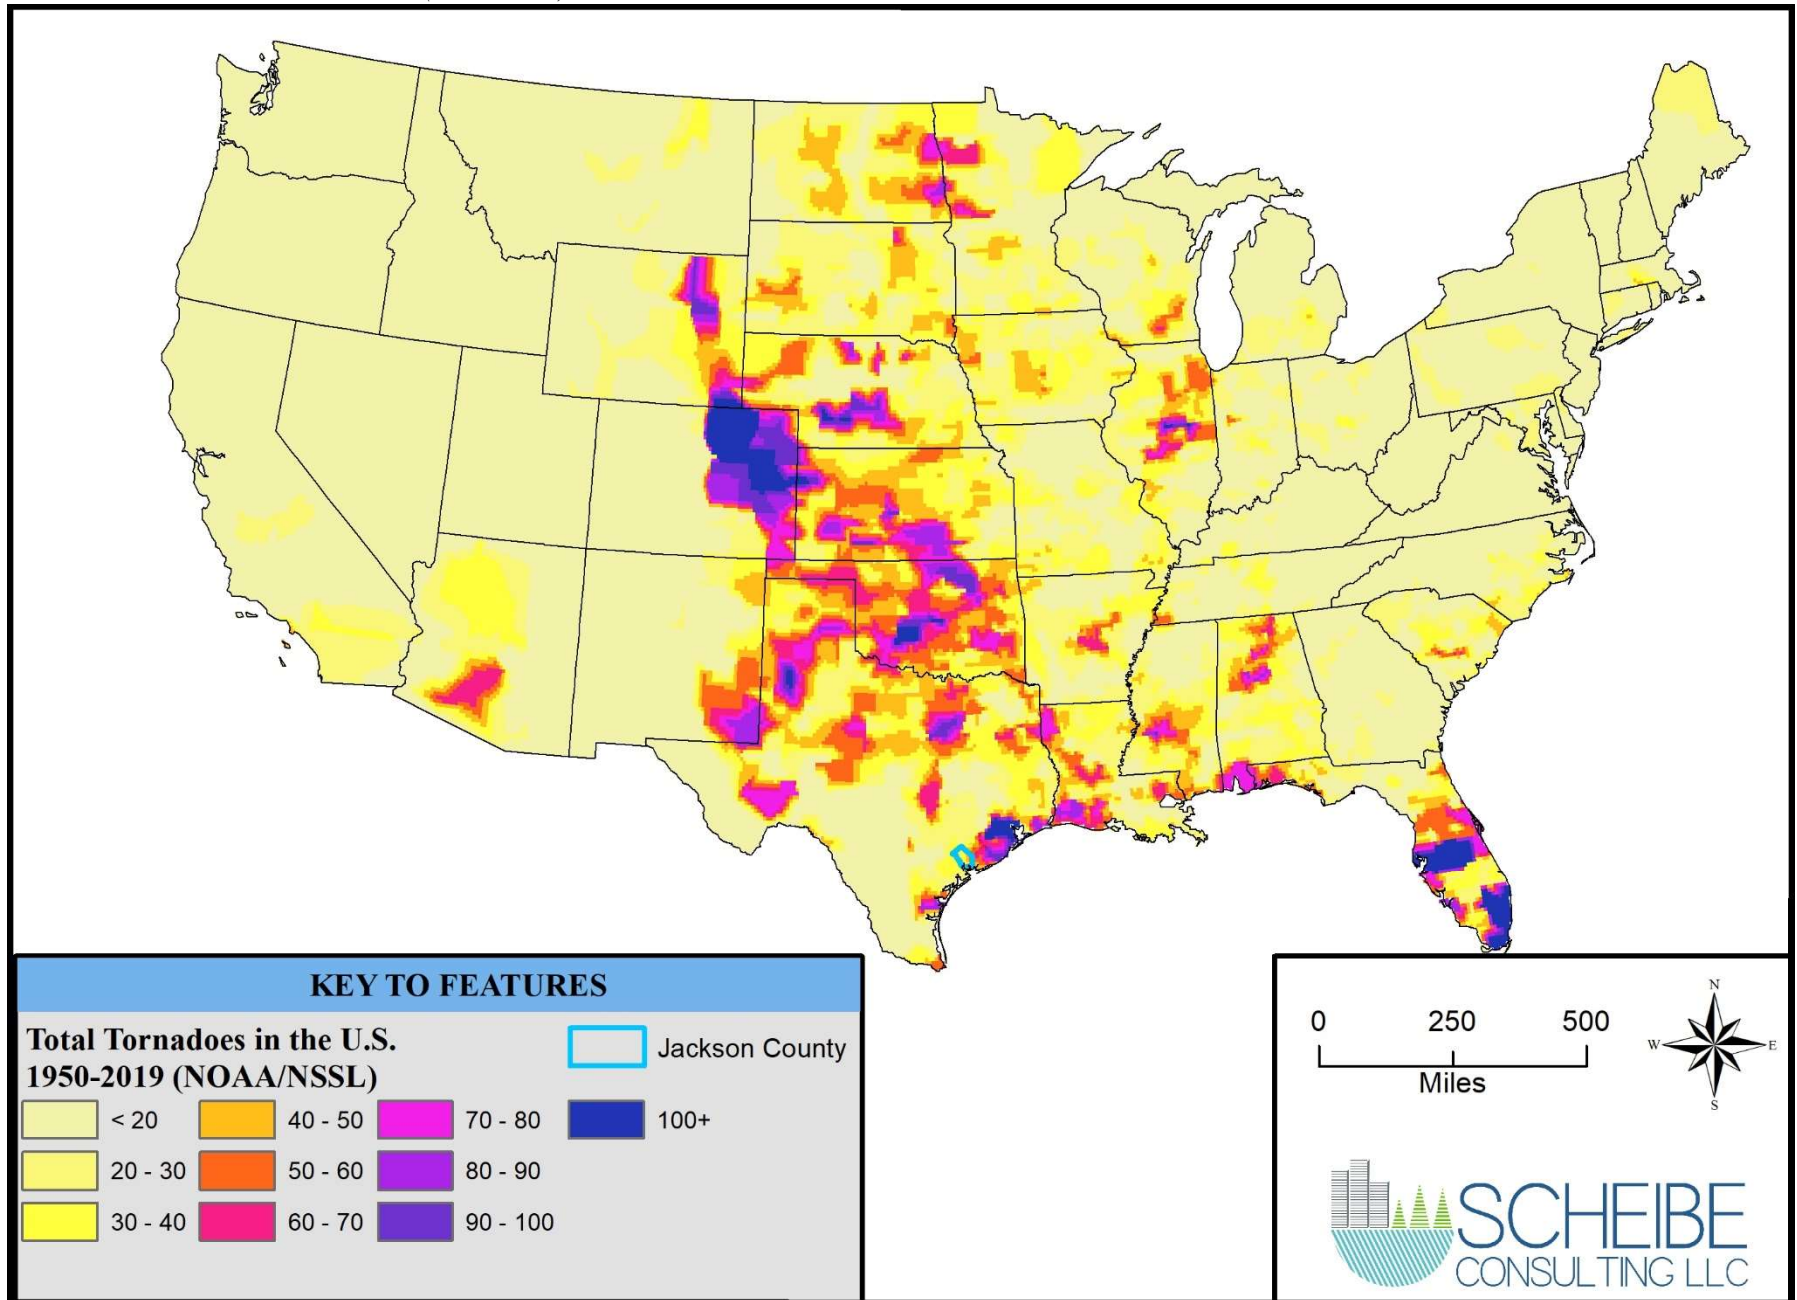 KEY TO FEATURES
Total Tornadoes in the U.S.
1950-2019 (NOAA/NSSL)
Jackson County
< 20
40 - 50
70 - 80
100+
20 - 30
50 - 60
80 - 90
30 - 40
60 - 70
90 - 100
0 250 500
Miles
N
W E
S
SCHEIBE
CONSULTING LLC